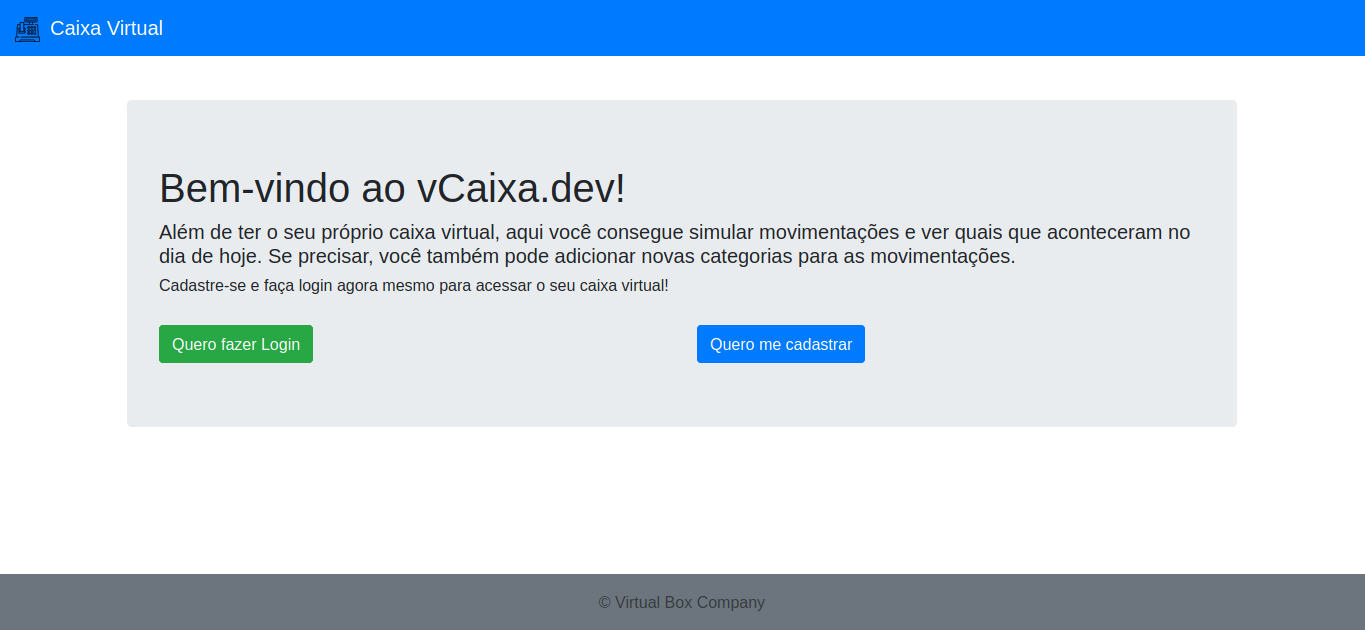 Caixa Virtual
Bem-vindo ao vCaixa.dev!
Além de ter o seu próprio caixa virtual, aqui você consegue simular movimentações e ver quais que aconteceram no
dia de hoje. Se precisar, você também pode adicionar novas categorias para as movimentações.
Cadastre-se e faça login agora mesmo para acessar o seu caixa virtual!
Quero fazer Login
Quero me cadastrar
© Virtual Box Company